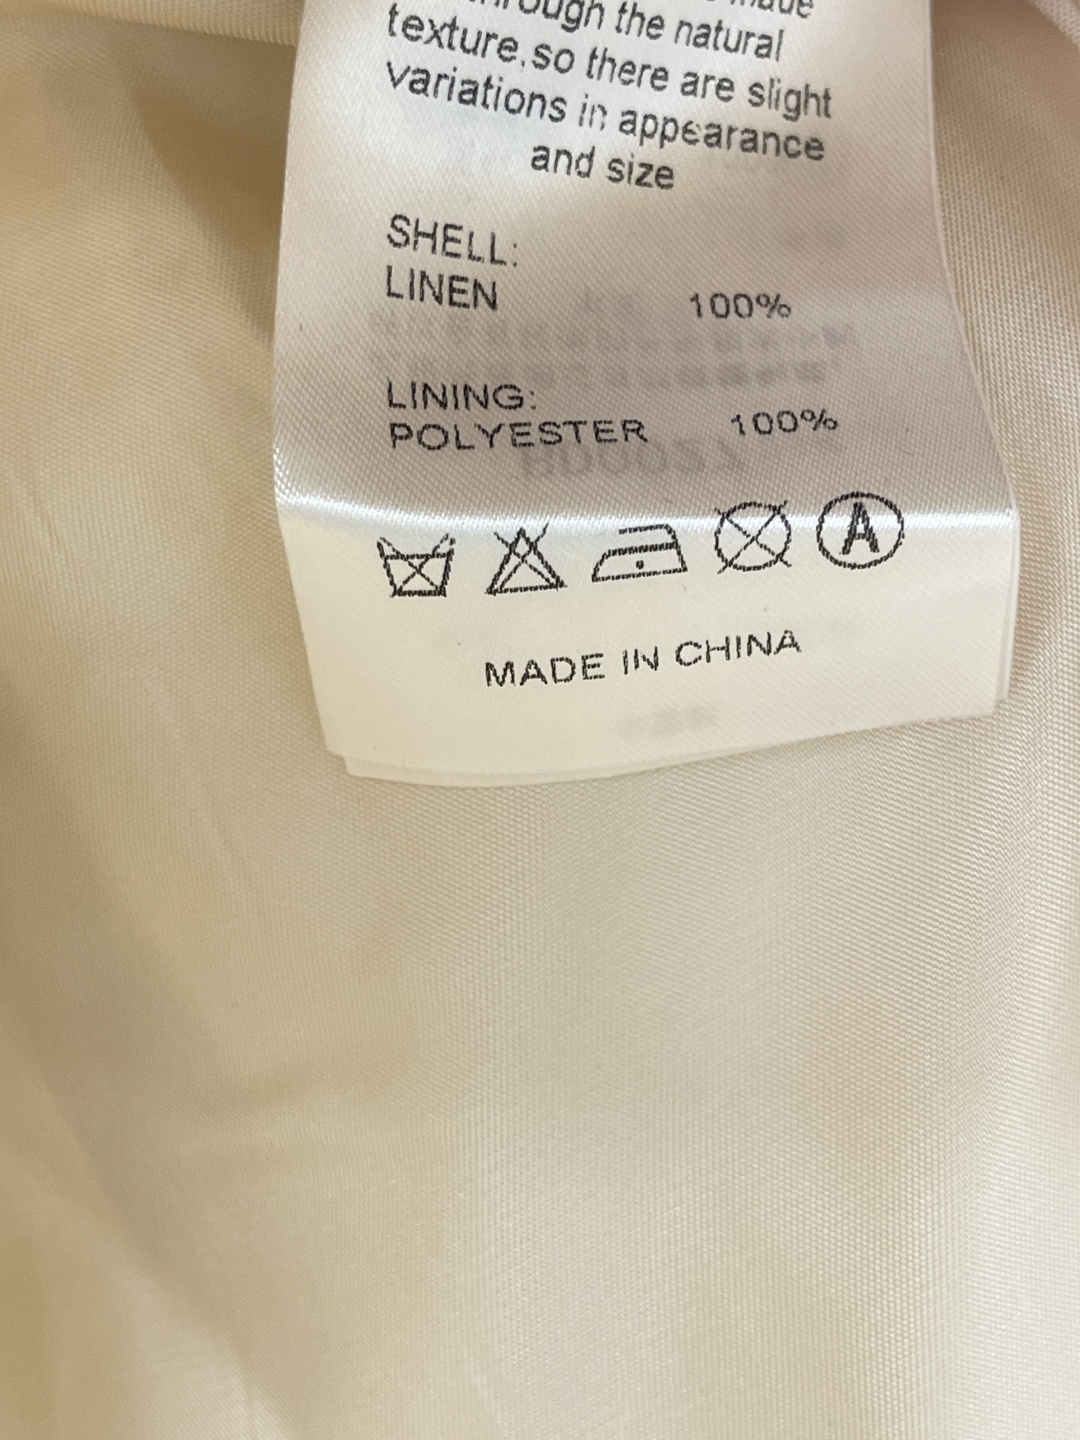 through the natural
texture,so there are slight
variations in appearance
and size
SHELL:
LINEN 100%
LINING:
POLYESTER 100%
A
MADE IN CHINA